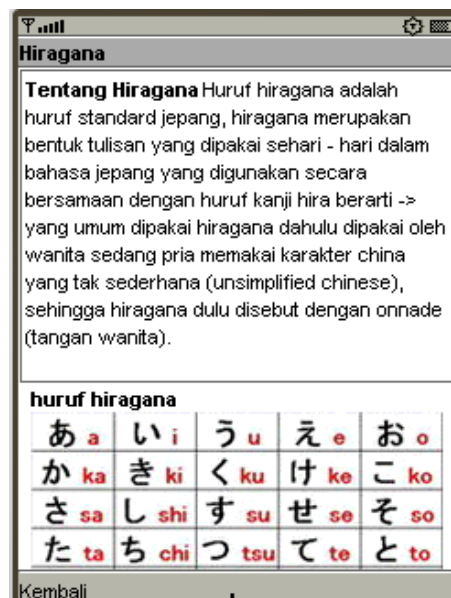 Hiragana
Tentang Hiragana Huruf hiragana adalah
huruf standard jepang, hiragana merupakan
bentuk tulisan yang dipakai sehari - hari dalam
bahasa jepang yang digunakan secara
bersamaan dengan huruf kanji hira berarti ->
yang umum dipakai hiragana dahulu dipakai oleh
wanita sedang pria memakai karakter china
yang tak sederhana (unsimplified chinese),
sehingga hiragana dulu disebut dengan onnade
(tangan wanita).
huruf hiragana
あ a い i う u え e お o
か ka き ki く ku け ke こ ko
さ sa し shi す su せ se そ so
た ta ち chi つ tsu て te と to
Kembali